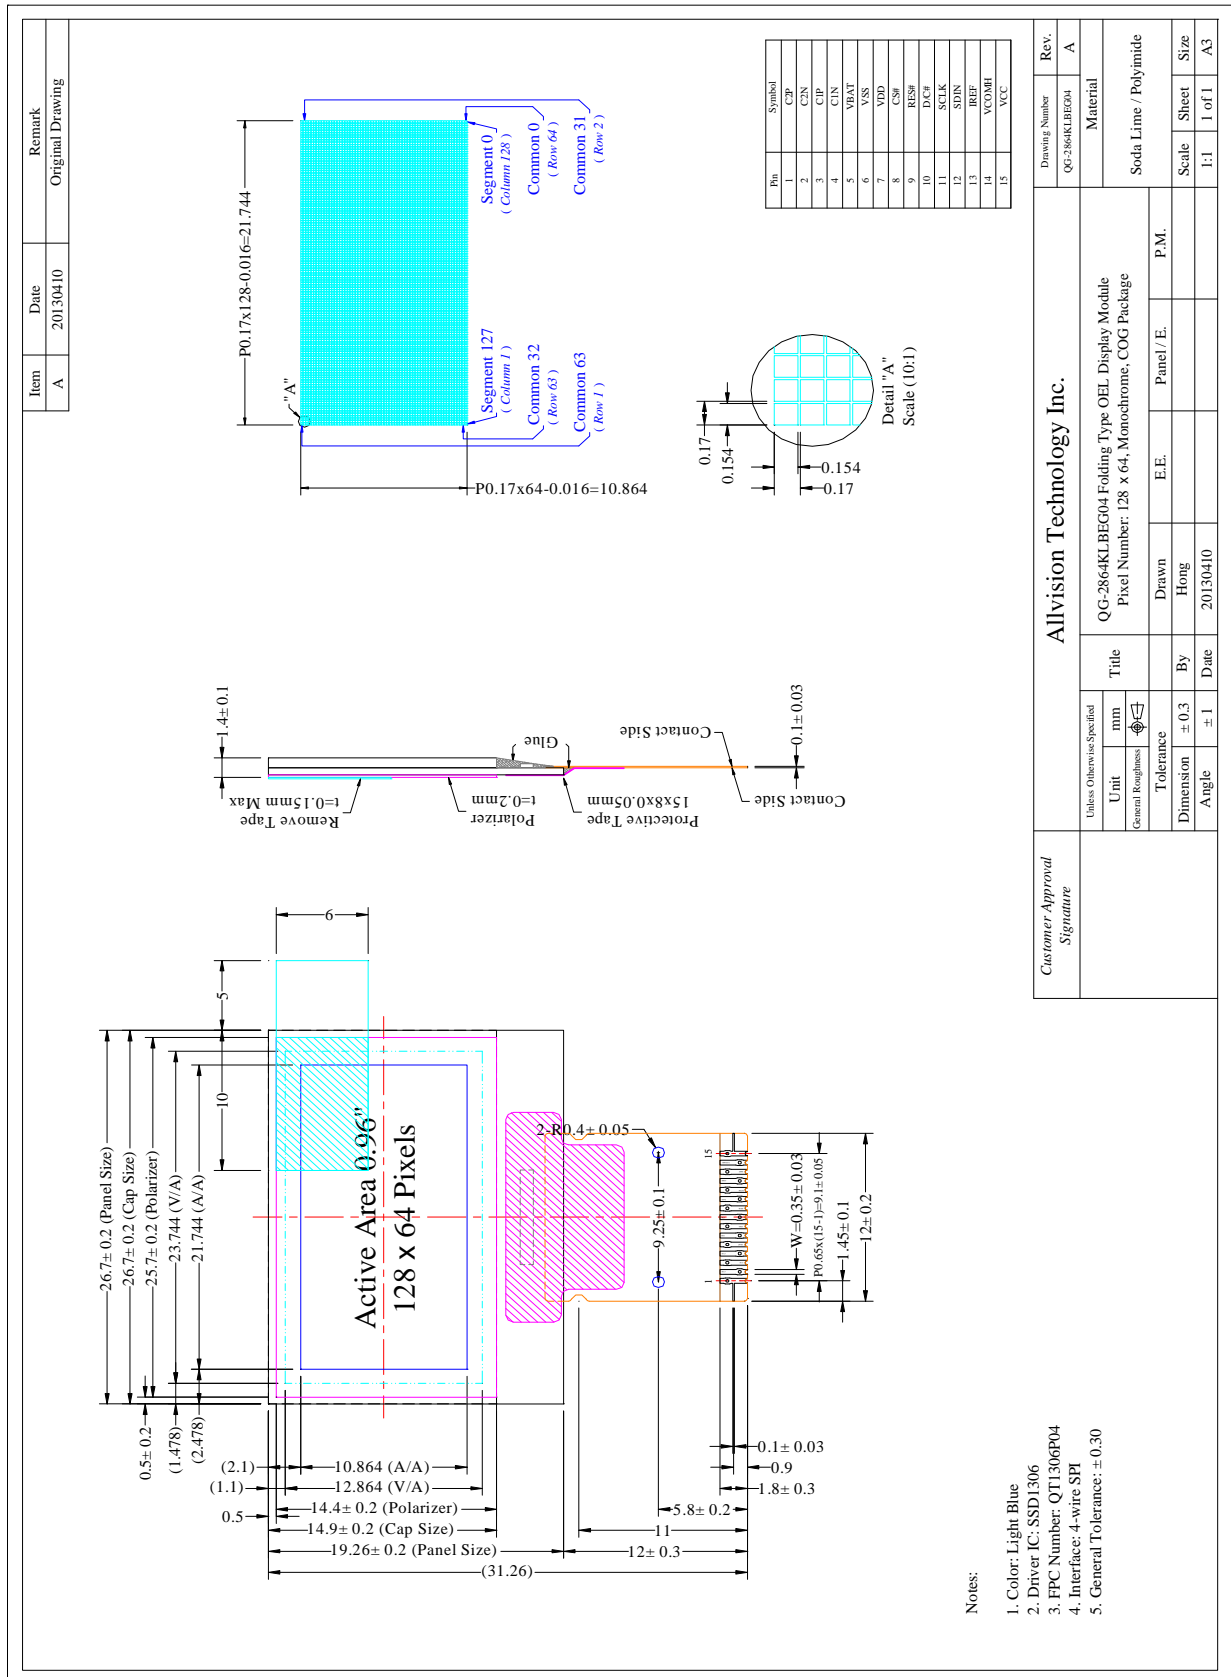 Item Date Remark
A 20130410 Original Drawing
P0.17x128-0.016=21.744
"A"
P0.17x64-0.016=10.864
Segment 127
( Column 1 )
Common 32
( Row 63 )
Common 63
( Row 1 )
Segment 0
( Column 128 )
Common 0
( Row 64 )
Common 31
( Row 2 )
0.17
0.154
0.154
0.17
Detail "A"
Scale (10:1)
Pin Symbol
1 C2P
2 C2N
3 C1P
4 C1N
5 VBAT
6 VSS
7 VDD
8 CS#
9 RES#
10 D/C#
11 SCLK
12 SDIN
13 IREF
14 VCOMH
15 VCC
1.4± 0.1
Remove Tape
t=0.15mm Max
Polarizer
t=0.2mm
Protective Tape
15x8x0.05mm
Glue
Contact Side
Contact Side
0.1± 0.03
26.7± 0.2 (Panel Size)
26.7± 0.2 (Cap Size)
25.7± 0.2 (Polarizer)
23.744 (V/A)
21.744 (A/A)
0.5± 0.2
(1.478)
(2.478)
10
5
6
Active Area 0.96"
128 x 64 Pixels
(2.1)
10.864 (A/A)
(1.1)
12.864 (V/A)
0.5
14.4± 0.2 (Polarizer)
14.9± 0.2 (Cap Size)
19.26± 0.2 (Panel Size)
12± 0.3
(31.26)
11
5.8± 0.2
1.8± 0.3
0.9
0.1± 0.03
2-R0.4± 0.05
9.25± 0.1
1
15
W=0.35± 0.03
P0.65x(15-1)=9.1± 0.05
1.45± 0.1
12± 0.2
Notes:
1. Color: Light Blue
2. Driver IC: SSD1306
3. FPC Number: QT1306P04
4. Interface: 4-wire SPI
5. General Tolerance: ± 0.30
Customer Approval
Signature
Allvision Technology Inc.
Drawing Number Rev.
QG-2864KLBEG04 A
Unless Otherwise Specified
Unit mm
General Roughness
Tolerance
Dimension ± 0.3
Angle ± 1
Title
QG-2864KLBEG04 Folding Type OEL Display Module
Pixel Number: 128 x 64, Monochrome, COG Package
Material
Soda Lime / Polyimide
By Drawn E.E. Panel / E. P.M.
Hong
Date 20130410
Scale Sheet Size
1:1 1 of 1 A3